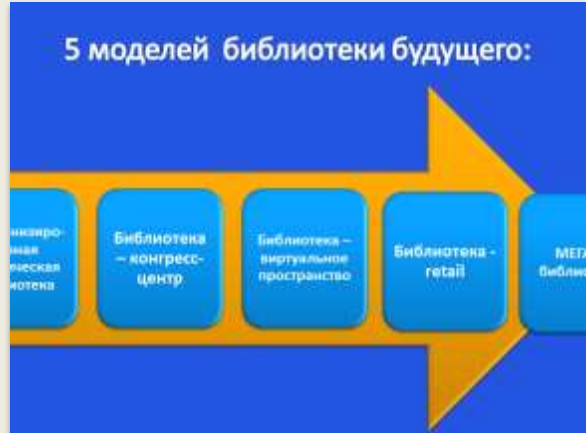 5 моделей библиотеки будущего:
Библиотека
– конгресс-
центр
Библиотека –
виртуальное
пространство
Библиотека -
retail